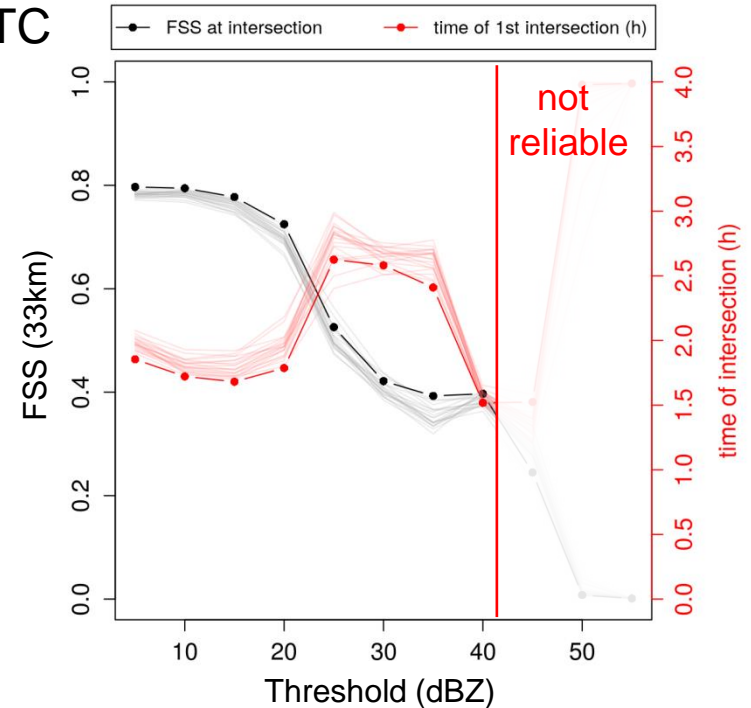 TC
FSS at intersection
time of 1st intersection (h)
not
reliable
1.0
0.8
0.6
0.4
0.2
0.0
FSS (33km)
4.0
3.5
3.0
2.5
2.0
1.5
1.0
0.5
0.0
time of intersection (h)
10 20 30 40 50
Threshold (dBZ)